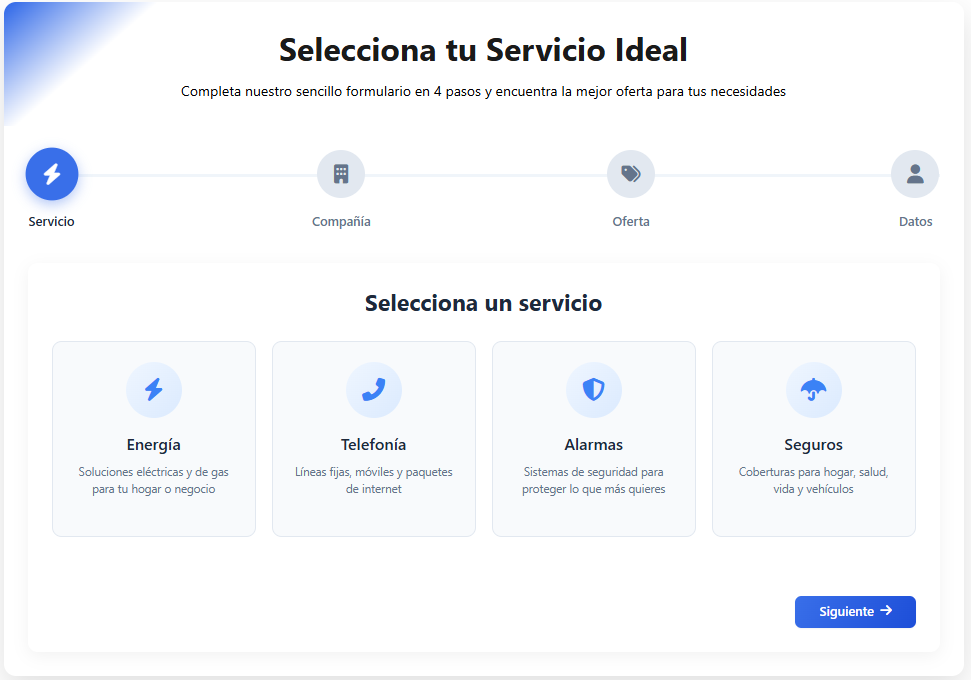 Selecciona tu Servicio Ideal
Completa nuestro sencillo formulario en 4 pasos y encuentra la mejor oferta para tus necesidades
Servicio
Compañía
Oferta
Datos
Selecciona un servicio
Energía
Soluciones eléctricas y de gas
para tu hogar o negocio
Telefonía
Líneas fijas, móviles y paquetes
de internet
Alarmas
Sistemas de seguridad para
proteger lo que más quieres
Seguros
Coberturas para hogar, salud,
vida y vehículos
Siguiente →